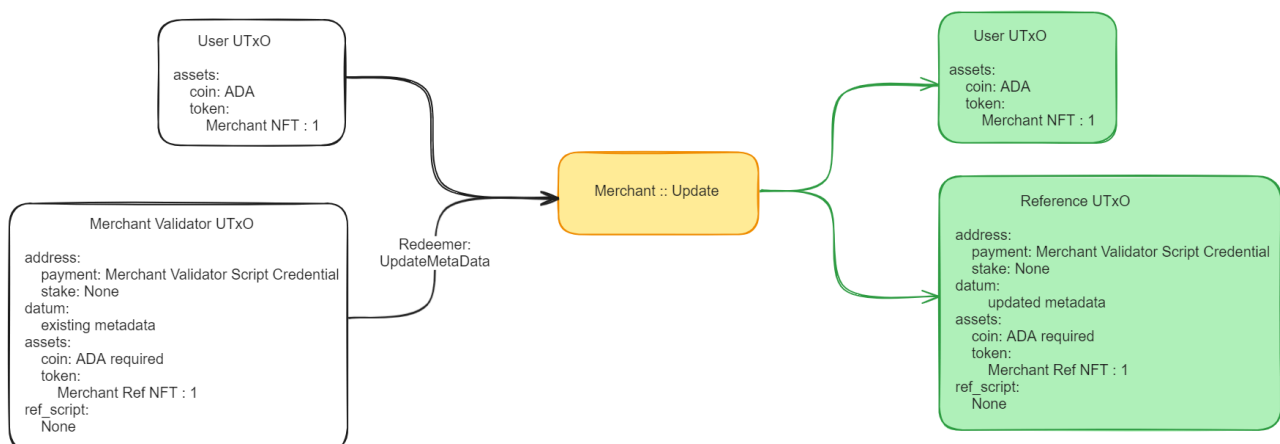 User UTxO
assets:
coin: ADA
token:
Merchant NFT : 1
Merchant Validator UTxO
address:
payment: Merchant Validator Script Credential
stake: None
datum:
existing metadata
assets:
coin: ADA required
token:
Merchant Ref NFT : 1
ref_script:
None
Redeemer:
UpdateMetaData
Merchant :: Update
User UTxO
assets:
coin: ADA
token:
Merchant NFT : 1
Reference UTxO
address:
payment: Merchant Validator Script Credential
stake: None
datum:
updated metadata
assets:
coin: ADA required
token:
Merchant Ref NFT : 1
ref_script:
None